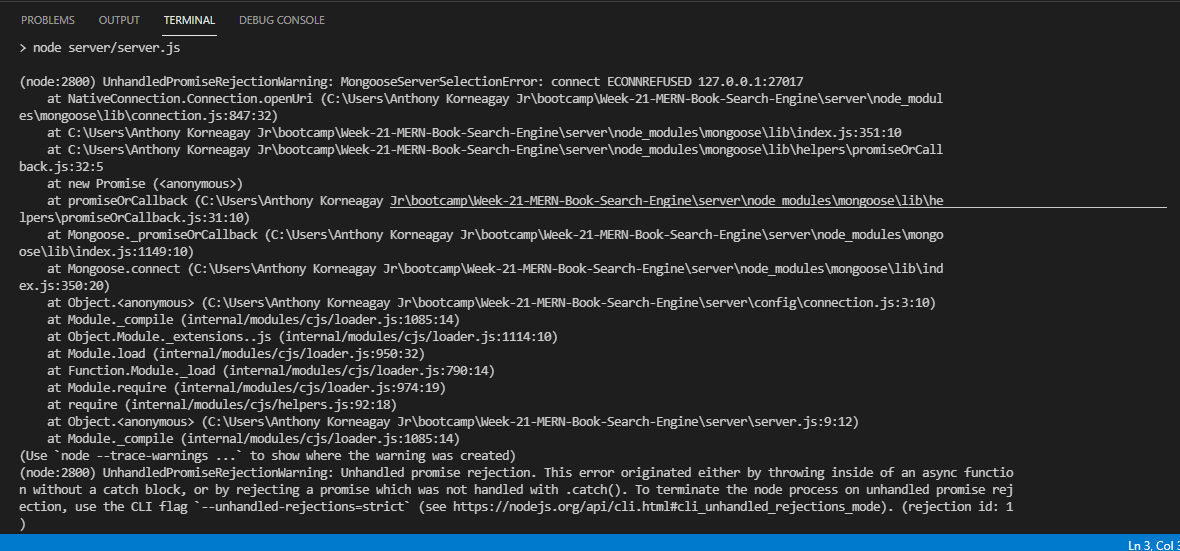 PROBLEMS OUTPUT TERMINAL DEBUG CONSOLE
> node server/server.js
(node:2800) UnhandledPromiseRejectionWarning: MongooseServerSelectionError: connect ECONNREFUSED 127.0.0.1:27017
    at NativeConnection.Connection.openUri (C:\Users\Anthony Korneagay Jr\bootcamp\Week-21-MERN-Book-Search-Engine\server\node_modul
es\mongoose\lib\connection.js:847:32)
    at C:\Users\Anthony Korneagay Jr\bootcamp\Week-21-MERN-Book-Search-Engine\server\node_modules\mongoose\lib\index.js:351:10
    at C:\Users\Anthony Korneagay Jr\bootcamp\Week-21-MERN-Book-Search-Engine\server\node_modules\mongoose\lib\helpers\promiseOrCall
back.js:32:5
    at new Promise (<anonymous>)
    at promiseOrCallback (C:\Users\Anthony Korneagay Jr\bootcamp\Week-21-MERN-Book-Search-Engine\server\node_modules\mongoose\lib\he
lpers\promiseOrCallback.js:31:10)
    at Mongoose._promiseOrCallback (C:\Users\Anthony Korneagay Jr\bootcamp\Week-21-MERN-Book-Search-Engine\server\node_modules\mongo
ose\lib\index.js:1149:10)
    at Mongoose.connect (C:\Users\Anthony Korneagay Jr\bootcamp\Week-21-MERN-Book-Search-Engine\server\node_modules\mongoose\lib\ind
ex.js:350:20)
    at Object.<anonymous> (C:\Users\Anthony Korneagay Jr\bootcamp\Week-21-MERN-Book-Search-Engine\server\config\connection.js:3:10)
    at Module._compile (internal/modules/cjs/loader.js:1085:14)
    at Object.Module._extensions..js (internal/modules/cjs/loader.js:1114:10)
    at Module.load (internal/modules/cjs/loader.js:950:32)
    at Function.Module._load (internal/modules/cjs/loader.js:790:14)
    at Module.require (internal/modules/cjs/loader.js:974:19)
    at require (internal/modules/cjs/helpers.js:92:18)
    at Object.<anonymous> (C:\Users\Anthony Korneagay Jr\bootcamp\Week-21-MERN-Book-Search-Engine\server\server.js:9:12)
    at Module._compile (internal/modules/cjs/loader.js:1085:14)
(Use `node --trace-warnings ...` to show where the warning was created)
(node:2800) UnhandledPromiseRejectionWarning: Unhandled promise rejection. This error originated either by throwing inside of an async functio
n without a catch block, or by rejecting a promise which was not handled with .catch(). To terminate the node process on unhandled promise rej
ection, use the CLI flag `--unhandled-rejections=strict` (see https://nodejs.org/api/cli.html#cli_unhandled_rejections_mode). (rejection id: 1
)
Ln 3, Col